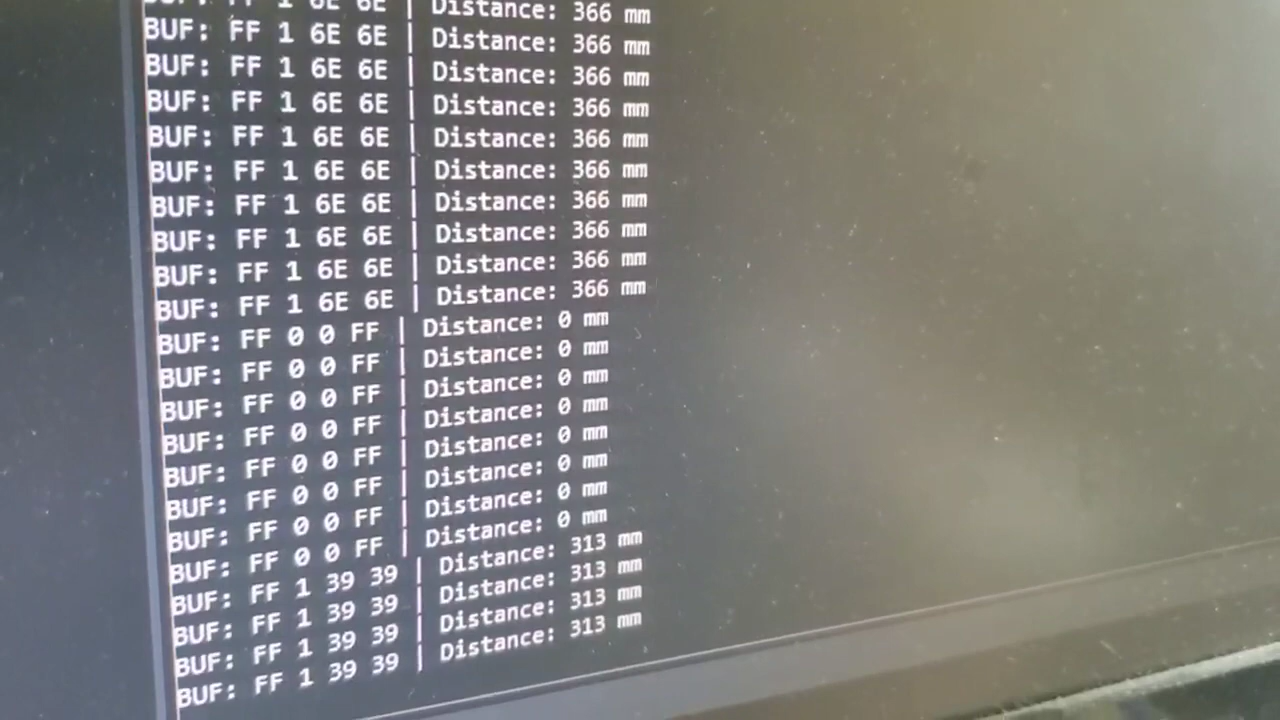 BUF: FF 1 6E 6E | Distance: 366 mm
BUF: FF 1 6E 6E | Distance: 366 mm
BUF: FF 1 6E 6E | Distance: 366 mm
BUF: FF 1 6E 6E | Distance: 366 mm
BUF: FF 1 6E 6E | Distance: 366 mm
BUF: FF 1 6E 6E | Distance: 366 mm
BUF: FF 1 6E 6E | Distance: 366 mm
BUF: FF 1 6E 6E | Distance: 366 mm
BUF: FF 1 6E 6E | Distance: 366 mm
BUF: FF 1 6E 6E | Distance: 366 mm
BUF: FF 0 0 FF | Distance: 0 mm
BUF: FF 0 0 FF | Distance: 0 mm
BUF: FF 0 0 FF | Distance: 0 mm
BUF: FF 0 0 FF | Distance: 0 mm
BUF: FF 0 0 FF | Distance: 0 mm
BUF: FF 0 0 FF | Distance: 0 mm
BUF: FF 0 0 FF | Distance: 0 mm
BUF: FF 0 0 FF | Distance: 0 mm
BUF: FF 1 39 39 | Distance: 313 mm
BUF: FF 1 39 39 | Distance: 313 mm
BUF: FF 1 39 39 | Distance: 313 mm
BUF: FF 1 39 39 | Distance: 313 mm